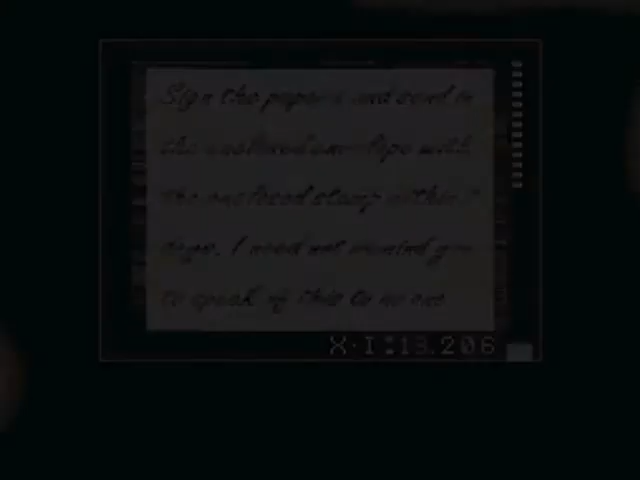 Sign the papers and send in
the enclosed envelope with
the enclosed stamp within 7
days. I need not remind you
to speak of this to no one
X·I:13.206